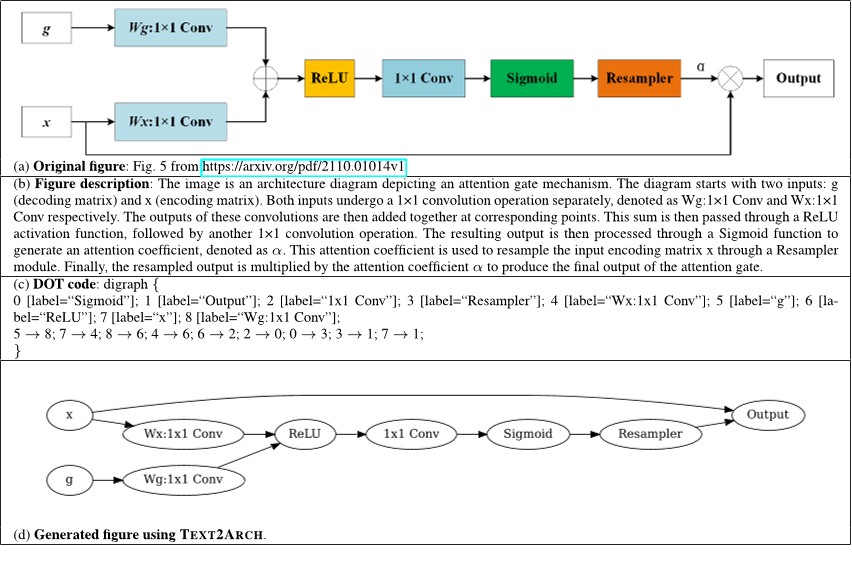 g
Wg:1×1 Conv
x
Wx:1×1 Conv
ReLU
1×1 Conv
Sigmoid
Resampler
α
Output
(a) Original figure: Fig. 5 from https://arxiv.org/pdf/2110.01014v1
(b) Figure description: The image is an architecture diagram depicting an attention gate mechanism. The diagram starts with two inputs: g
(decoding matrix) and x (encoding matrix). Both inputs undergo a 1×1 convolution operation separately, denoted as Wg:1×1 Conv and Wx:1×1
Conv respectively. The outputs of these convolutions are then added together at corresponding points. This sum is then passed through a ReLU
activation function, followed by another 1×1 convolution operation. The resulting output is then processed through a Sigmoid function to
generate an attention coefficient, denoted as α. This attention coefficient is used to resample the input encoding matrix x through a Resampler
module. Finally, the resampled output is multiplied by the attention coefficient α to produce the final output of the attention gate.
(c) DOT code: digraph {
0 [label=“Sigmoid”]; 1 [label=“Output”]; 2 [label=“1x1 Conv”]; 3 [label=“Resampler”]; 4 [label=“Wx:1x1 Conv”]; 5 [label=“g”]; 6 [la-
bel=“ReLU”]; 7 [label=“x”]; 8 [label=“Wg:1x1 Conv”];
5 → 8; 7 → 4; 8 → 6; 4 → 6; 6 → 2; 2 → 0; 0 → 3; 3 → 1; 7 → 1;
}
x
Wx:1x1 Conv
ReLU
1x1 Conv
Sigmoid
Resampler
Output
g
Wg:1x1 Conv
(d) Generated figure using TEXT2ARCH.